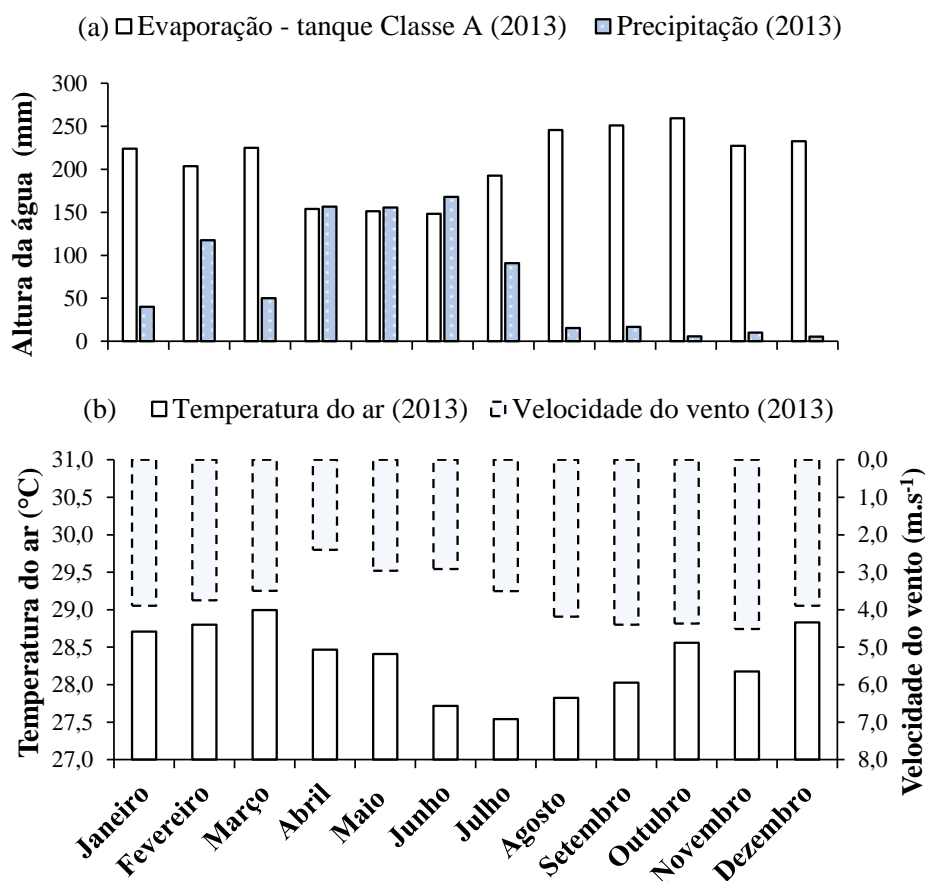 (a) Evaporação - tanque Classe A (2013) Precipitação (2013)
Altura da água (mm)
300
250
200
150
100
50
0
(b) Temperatura do ar (2013) Velocidade do vento (2013)
Temperatura do ar (°C)
31,0
30,5
30,0
29,5
29,0
28,5
28,0
27,5
27,0
0,0
1,0
2,0
3,0
4,0
5,0
6,0
7,0
8,0
Velocidade do vento (m.s⁻¹)
Janeiro
Fevereiro
Março
Abril
Maio
Junho
Julho
Agosto
Setembro
Outubro
Novembro
Dezembro